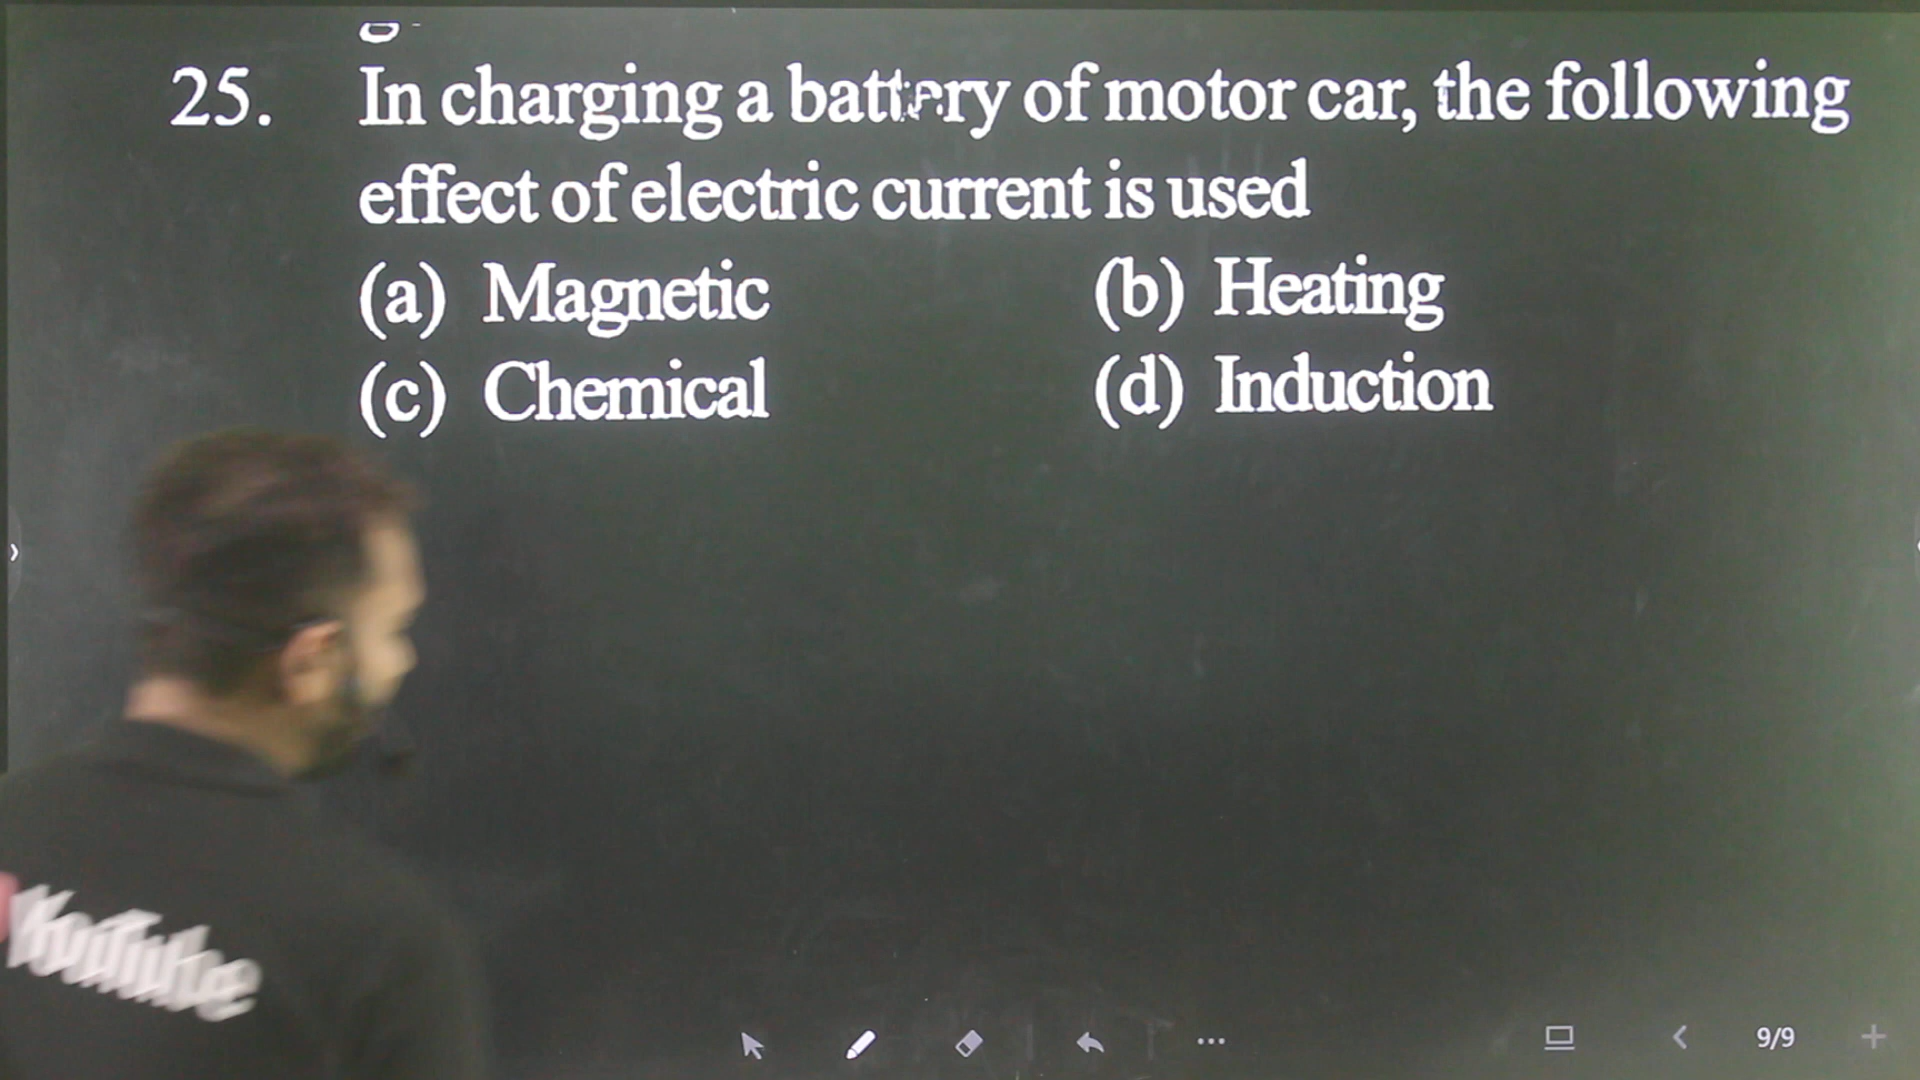 25. In charging a battery of motor car, the following
effect of electric current is used
(a) Magnetic (b) Heating
(c) Chemical (d) Induction
YouTube
9/9